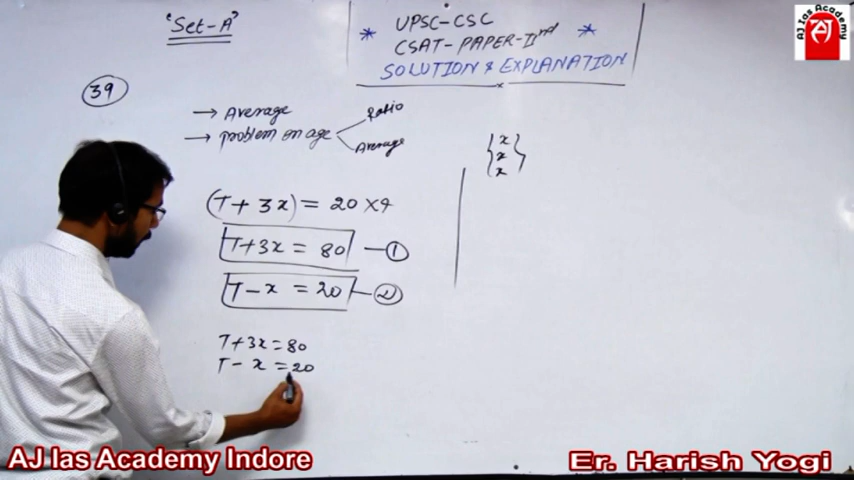 'Set-A'
UPSC-CSC
* CSAT-PAPER-IInd *
SOLUTION & EXPLANATION
AJ Ias Academy
AJ
39
→ Average
→ problem on age
Ratio
Average
{x
x
x}
(T + 3x) = 20 × 4
T+3x = 80 — 1
T - x = 20 — 2
T+3x=80
T - x =20
AJ Ias Academy Indore
Er. Harish Yogi